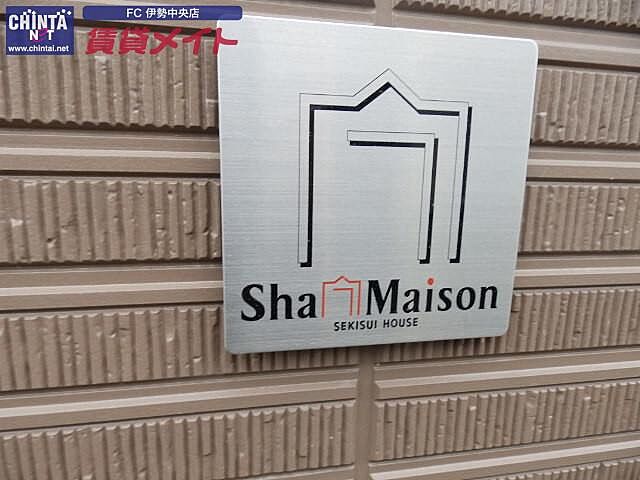 CHINTAI NET
www.chintai.net
FC 伊勢中央店
賃貸メイト
Sha Maison
SEKISUI HOUSE